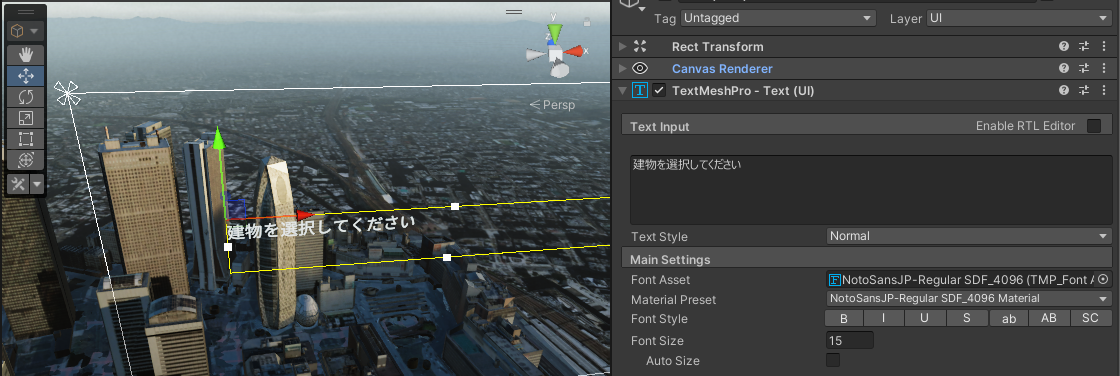 y
z
x
Persp
建物を選択してください
Tag Untagged Layer UI
Rect Transform
Canvas Renderer
TextMeshPro - Text (UI)
Text Input Enable RTL Editor
建物を選択してください
Text Style Normal
Main Settings
Font Asset NotoSansJP-Regular SDF_4096 (TMP_Font A
Material Preset NotoSansJP-Regular SDF_4096 Material
Font Style B I U S ab AB SC
Font Size 15
Auto Size